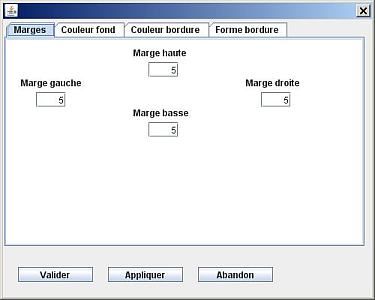 Marges Couleur fond Couleur bordure Forme bordure
Marge haute
5
Marge gauche Marge droite
5 5
Marge basse
5
Valider Appliquer Abandon